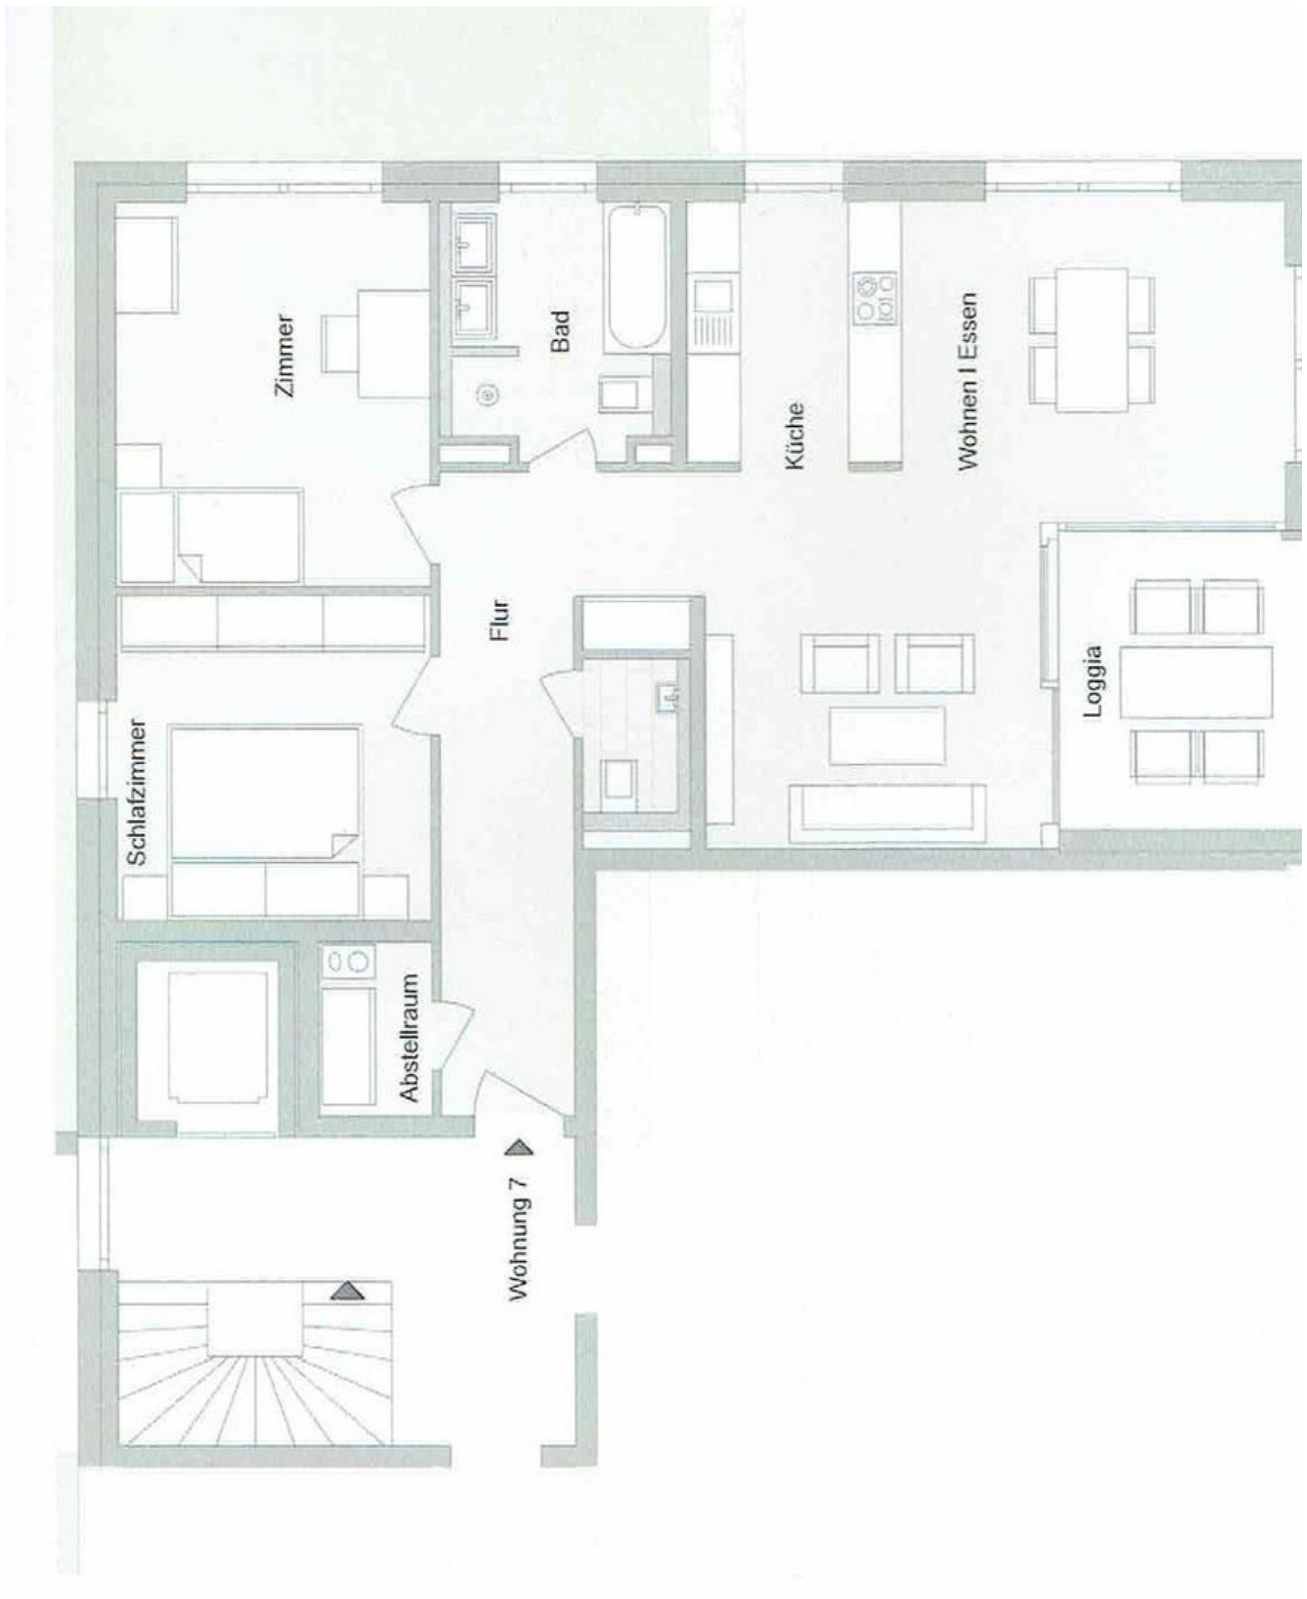 Zimmer
Bad
Küche
Wohnen I Essen
Flur
Loggia
Schlafzimmer
Abstellraum
Wohnung 7